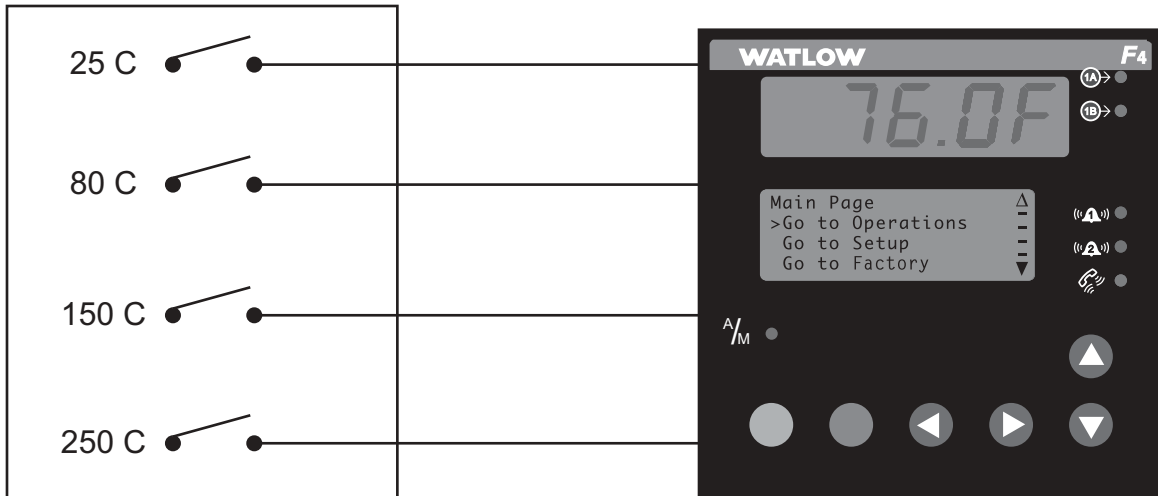 25 C
80 C
150 C
250 C
WATLOW
F4
76.0F
1A
1B
Main Page
>Go to Operations
Go to Setup
Go to Factory
1
2
A/M